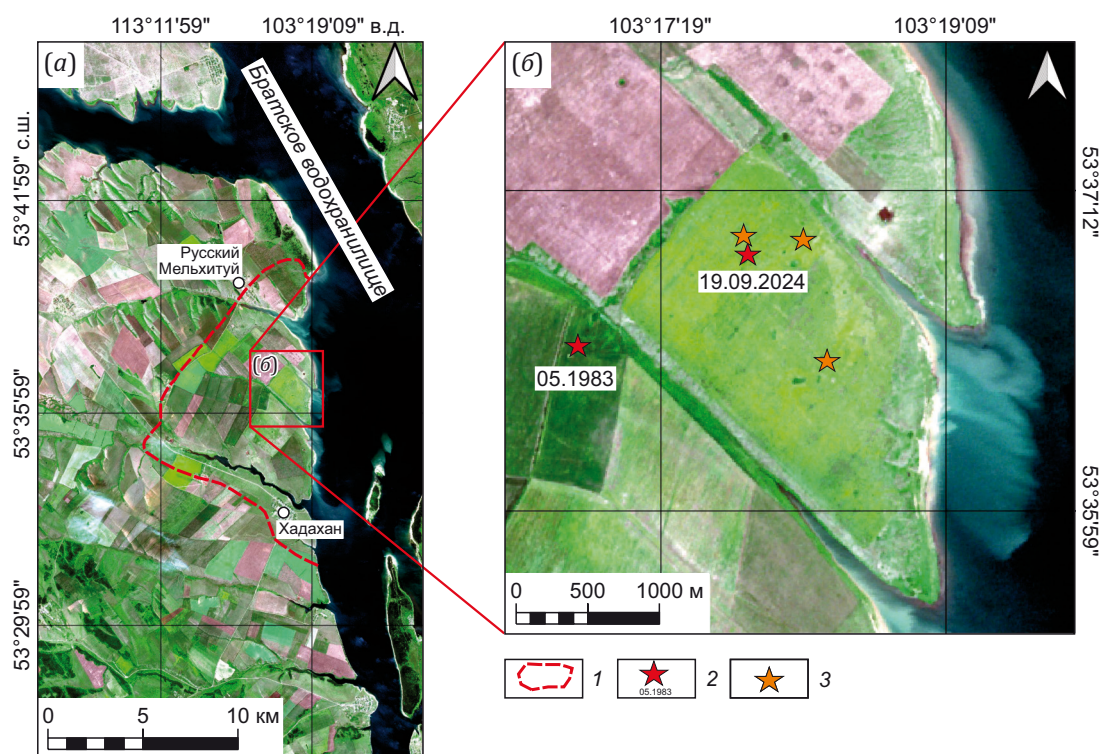 113°11'59"
103°19'09" в.д.
103°17'19"
103°19'09"
(а)
(б)
Братское водохранилище
53°41'59" с.ш.
53°35'59"
53°29'59"
Русский
Мельхитуй
(б)
Хадахан
0 5 10 км
19.09.2024
05.1983
53°37'12"
53°35'59"
0 500 1000 м
1
05.1983
2
3